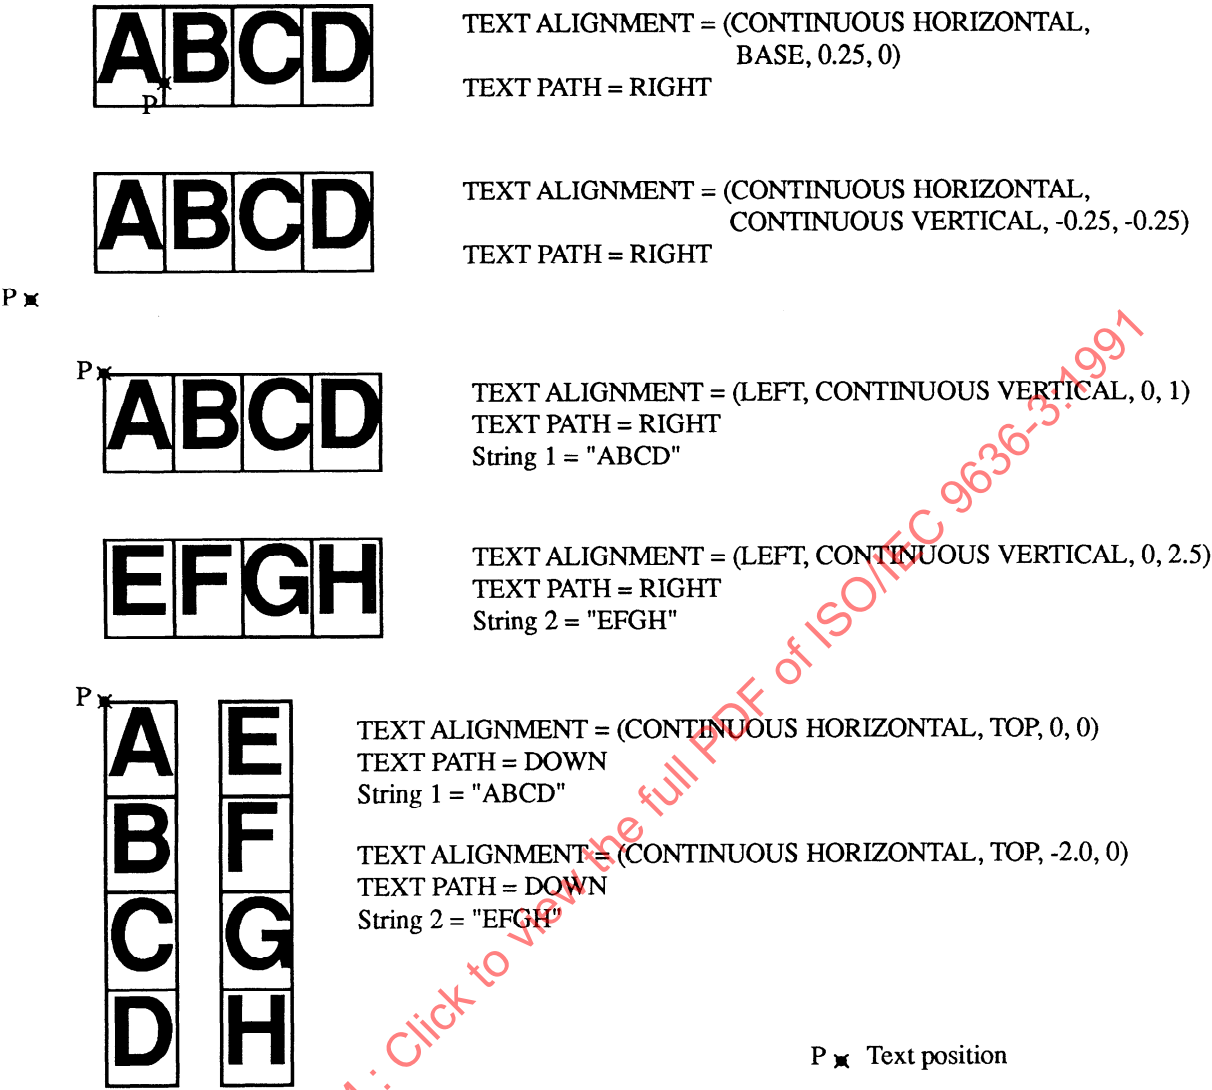 ABCD
P
TEXT ALIGNMENT = (CONTINUOUS HORIZONTAL,
BASE, 0.25, 0)
TEXT PATH = RIGHT
ABCD
TEXT ALIGNMENT = (CONTINUOUS HORIZONTAL,
CONTINUOUS VERTICAL, -0.25, -0.25)
TEXT PATH = RIGHT
P
P
ABCD
TEXT ALIGNMENT = (LEFT, CONTINUOUS VERTICAL, 0, 1)
TEXT PATH = RIGHT
String 1 = "ABCD"
EFGH
TEXT ALIGNMENT = (LEFT, CONTINUOUS VERTICAL, 0, 2.5)
TEXT PATH = RIGHT
String 2 = "EFGH"
P
A
B
C
D
E
F
G
H
TEXT ALIGNMENT = (CONTINUOUS HORIZONTAL, TOP, 0, 0)
TEXT PATH = DOWN
String 1 = "ABCD"
TEXT ALIGNMENT = (CONTINUOUS HORIZONTAL, TOP, -2.0, 0)
TEXT PATH = DOWN
String 2 = "EFGH"
P Text position
: Click to view the full PDF of ISO/IEC 9636-3:1991